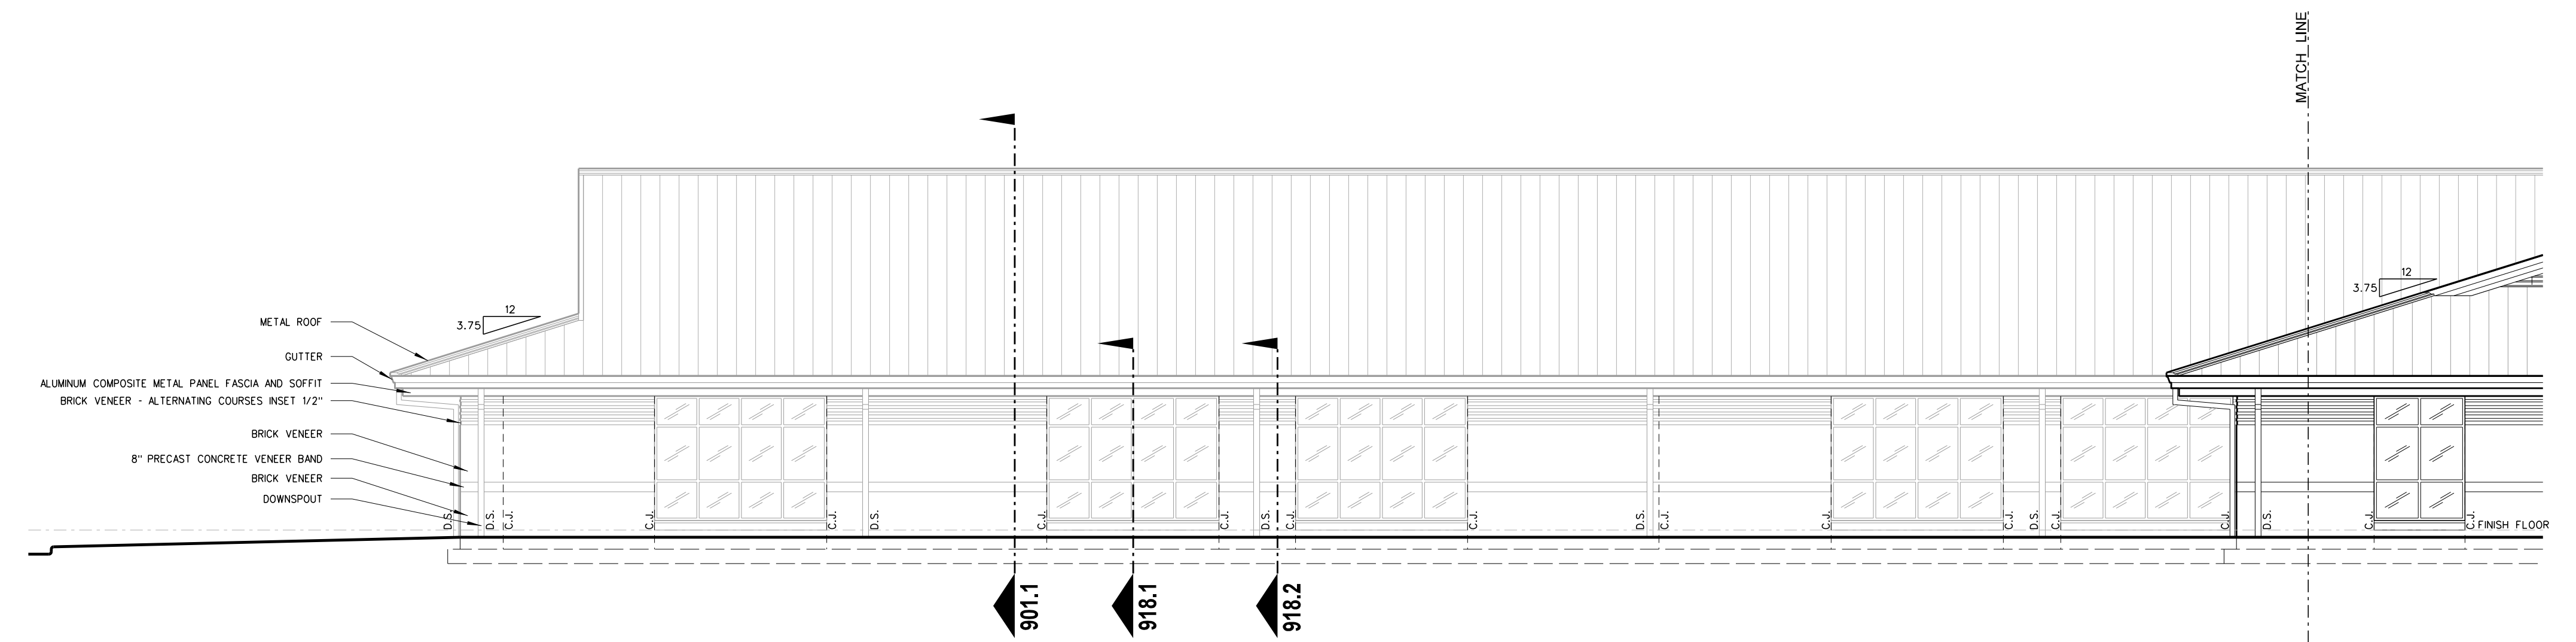 MATCH LINE
12
3.75
12
3.75
METAL ROOF
GUTTER
ALUMINUM COMPOSITE METAL PANEL FASCIA AND SOFFIT
BRICK VENEER - ALTERNATING COURSES INSET 1/2"
BRICK VENEER
8" PRECAST CONCRETE VENEER BAND
BRICK VENEER
DOWNSPOUT
D.S.
D.S.
C.J.
C.J.
C.J.
D.S.
C.J.
C.J.
D.S.
C.J.
C.J.
D.S.
C.J.
C.J.
C.J.
D.S.
C.J.
C.J.
D.S.
C.J.
C.J.
FINISH FLOOR
901.1
918.1
918.2